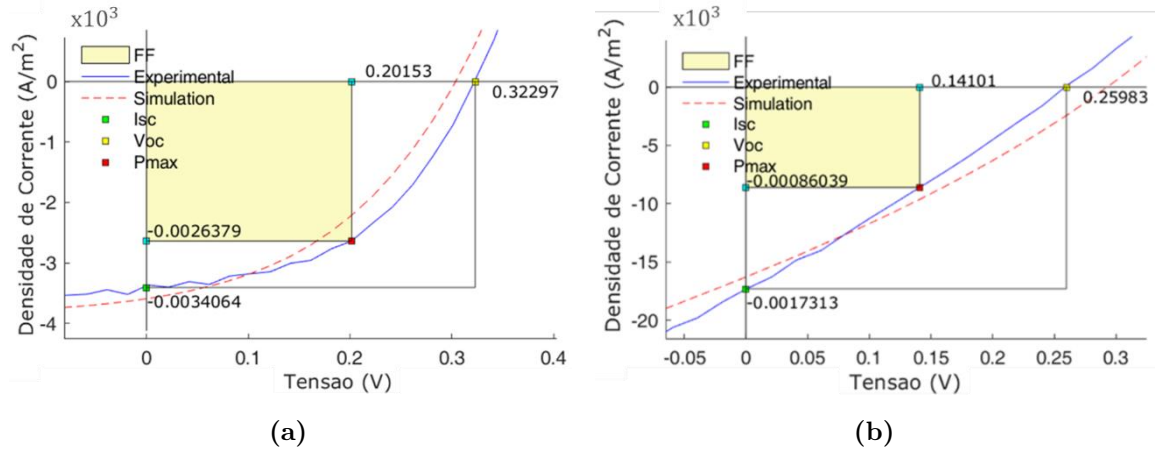 x10³
Densidade de Corrente (A/m²)
FF
Experimental
Simulation
Isc
Voc
Pmax
0.20153
0.32297
-0.0026379
-0.0034064
0
-1
-2
-3
-4
0
0.1
0.2
0.3
0.4
Tensao (V)
(a)
x10³
Densidade de Corrente (A/m²)
FF
Experimental
Simulation
Isc
Voc
Pmax
0.14101
0.25983
-0.00086039
-0.0017313
0
-5
-10
-15
-20
-0.05
0
0.05
0.1
0.15
0.2
0.25
0.3
Tensao (V)
(b)